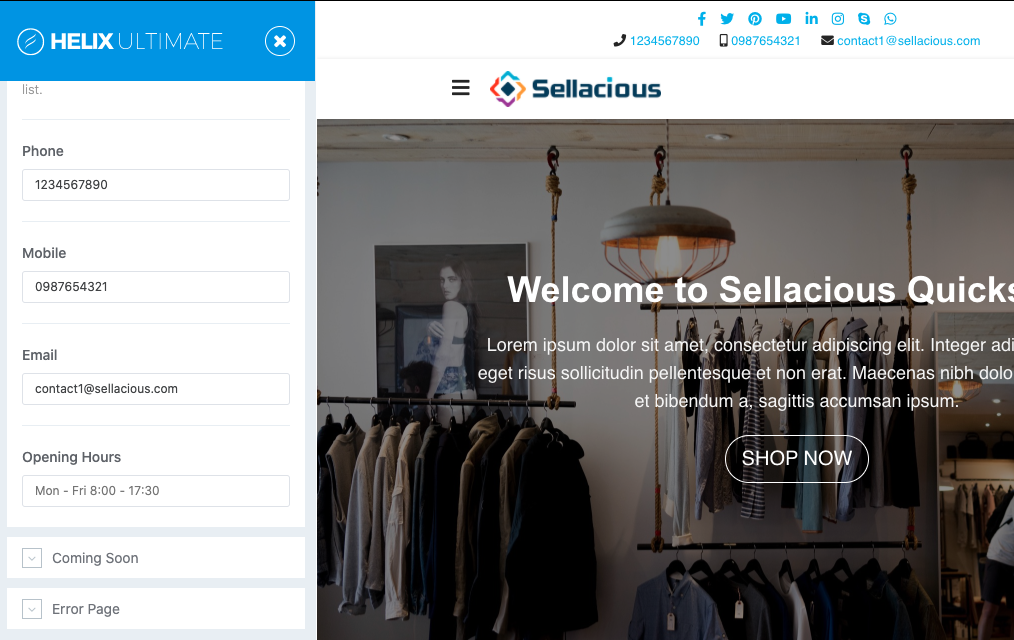 HELIX ULTIMATE
list.
Phone
1234567890
Mobile
0987654321
Email
contact1@sellacious.com
Opening Hours
Mon - Fri 8:00 - 17:30
Coming Soon
Error Page
1234567890 0987654321 contact1@sellacious.com
Sellacious
Welcome to Sellacious Quicks
Lorem ipsum dolor sit amet, consectetur adipiscing elit. Integer adi
eget risus sollicitudin pellentesque et non erat. Maecenas nibh dolo
et bibendum a, sagittis accumsan ipsum.
SHOP NOW